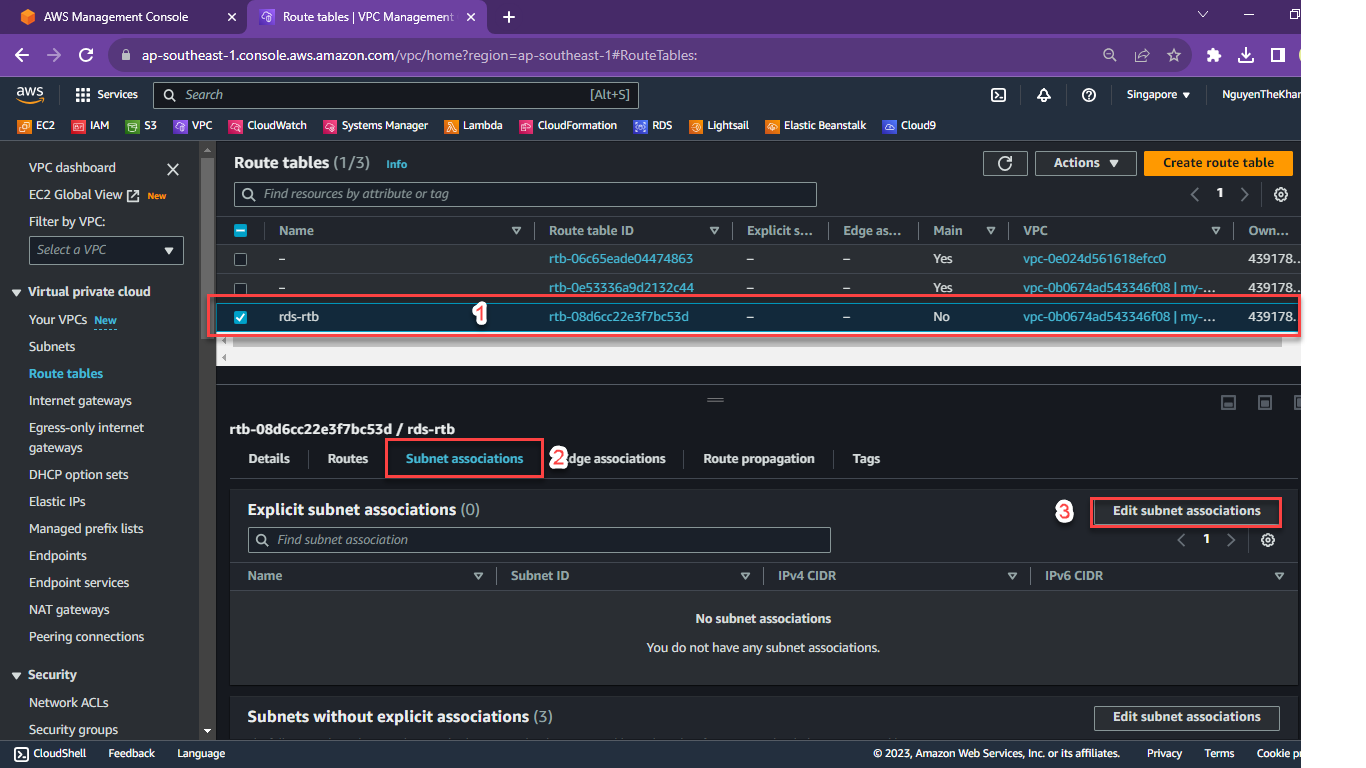 AWS Management Console
Route tables | VPC Management
ap-southeast-1.console.aws.amazon.com/vpc/home?region=ap-southeast-1#RouteTables:
aws Services Search [Alt+S] Singapore NguyenTheKhan
EC2 IAM S3 VPC CloudWatch Systems Manager Lambda CloudFormation RDS Lightsail Elastic Beanstalk Cloud9
VPC dashboard
EC2 Global View New
Filter by VPC:
Select a VPC
Virtual private cloud
Your VPCs New
Subnets
Route tables
Internet gateways
Egress-only internet
gateways
DHCP option sets
Elastic IPs
Managed prefix lists
Endpoints
Endpoint services
NAT gateways
Peering connections
Security
Network ACLs
Security groups
Route tables (1/3) Info
Actions Create route table
Find resources by attribute or tag
1
Name Route table ID Explicit s... Edge as... Main VPC Own...
– rtb-06c65eade04474863 – – Yes vpc-0e024d561618efcc0 439178...
– rtb-0e53336a9d2132c44 – – Yes vpc-0b0674ad543346f08 | my-... 439178...
rds-rtb 1 rtb-08d6cc22e3f7bc53d – – No vpc-0b0674ad543346f08 | my-... 439178...
rtb-08d6cc22e3f7bc53d / rds-rtb
Details Routes Subnet associations 2 dge associations Route propagation Tags
Explicit subnet associations (0) 3 Edit subnet associations
Find subnet association
1
Name Subnet ID IPv4 CIDR IPv6 CIDR
No subnet associations
You do not have any subnet associations.
Subnets without explicit associations (3) Edit subnet associations
CloudShell Feedback Language © 2023, Amazon Web Services, Inc. or its affiliates. Privacy Terms Cookie p